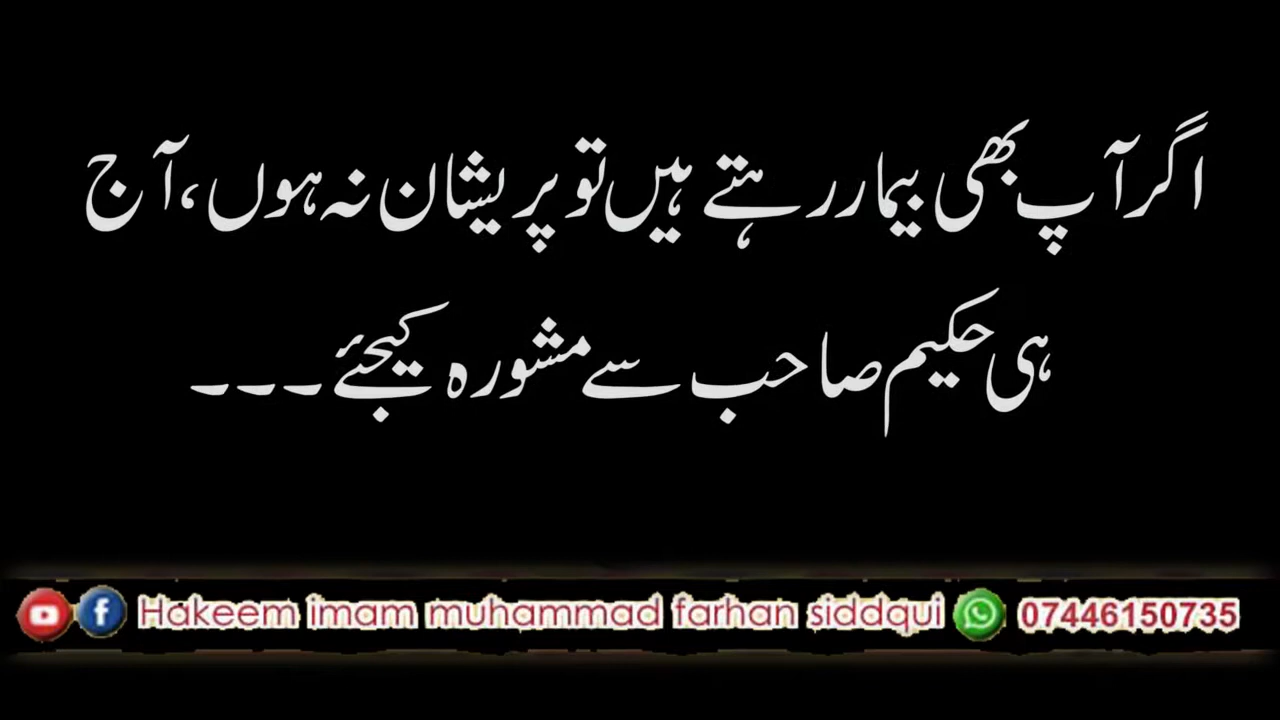 اگر آپ بھی بیمار رہتے ہیں تو پریشان نہ ہوں، آج
ہی حکیم صاحب سے مشورہ کیجئے۔۔۔
Hakeem imam muhammad farhan siddqui 07446150735